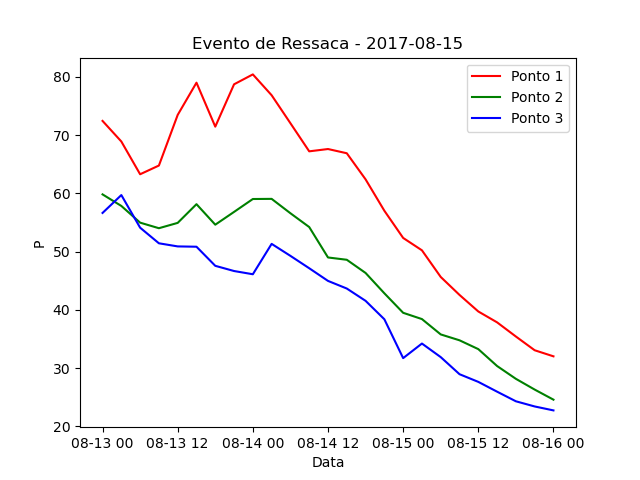 Evento de Ressaca - 2017-08-15
Ponto 1
Ponto 2
Ponto 3
P
80
70
60
50
40
30
20
08-13 00 08-13 12 08-14 00 08-14 12 08-15 00 08-15 12 08-16 00
Data